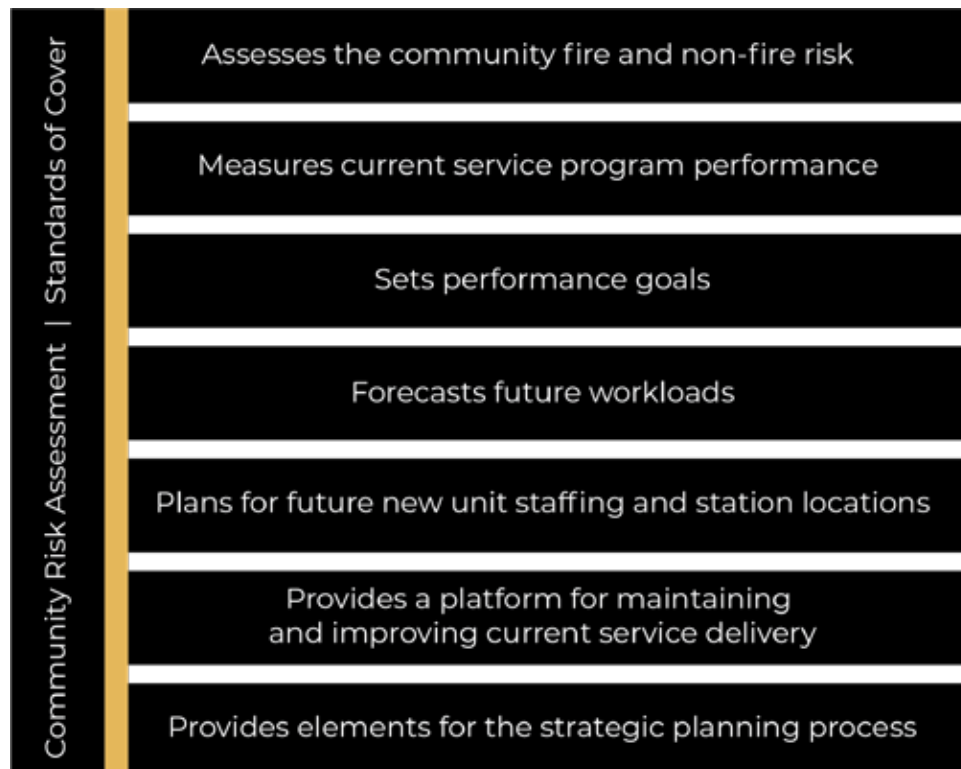 Community Risk Assessment | Standards of Cover
Assesses the community fire and non-fire risk
Measures current service program performance
Sets performance goals
Forecasts future workloads
Plans for future new unit staffing and station locations
Provides a platform for maintaining
and improving current service delivery
Provides elements for the strategic planning process